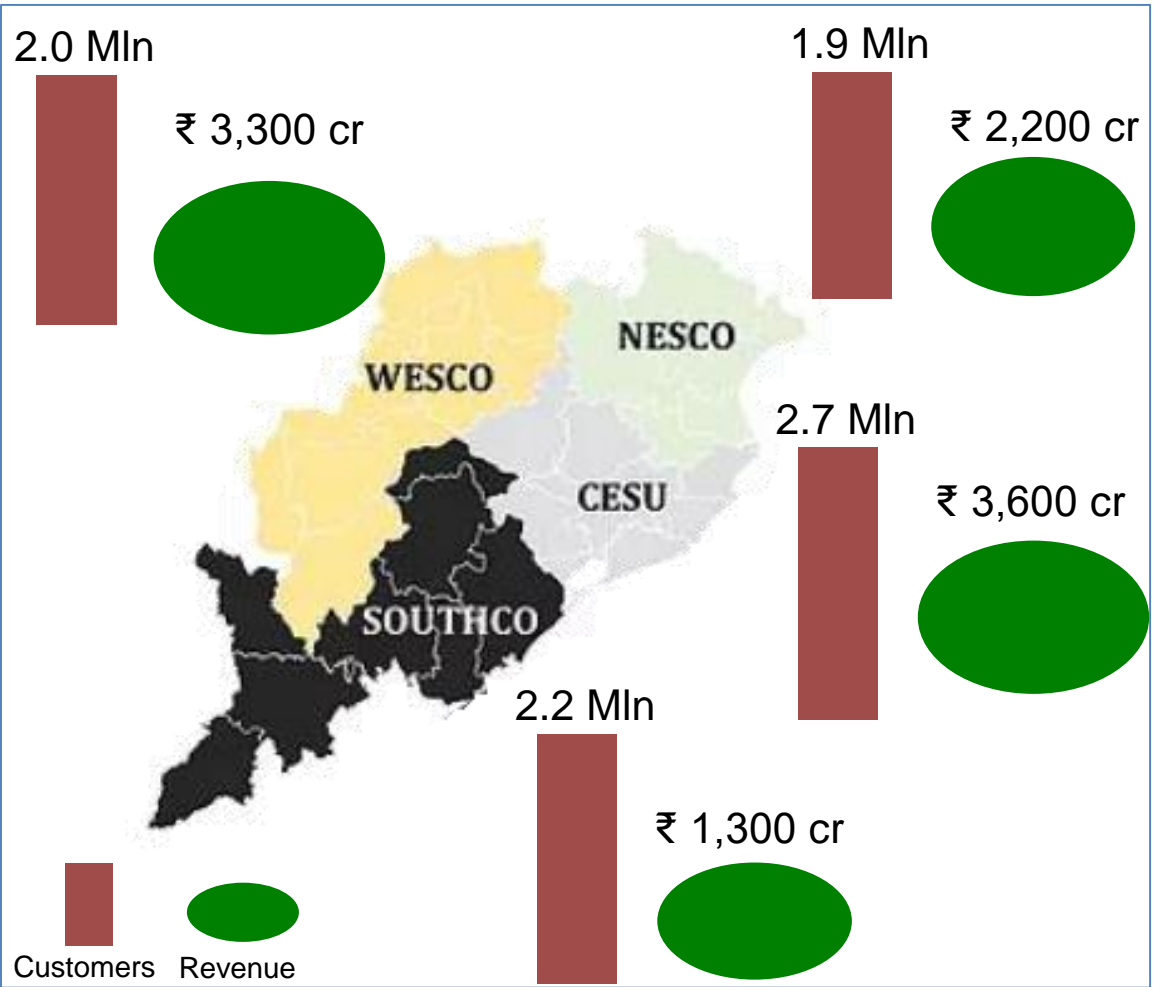 2.0 Mln
1.9 Mln
₹ 3,300 cr
₹ 2,200 cr
NESCO
WESCO
2.7 Mln
CESU
₹ 3,600 cr
SOUTHCO
2.2 Mln
₹ 1,300 cr
Customers
Revenue